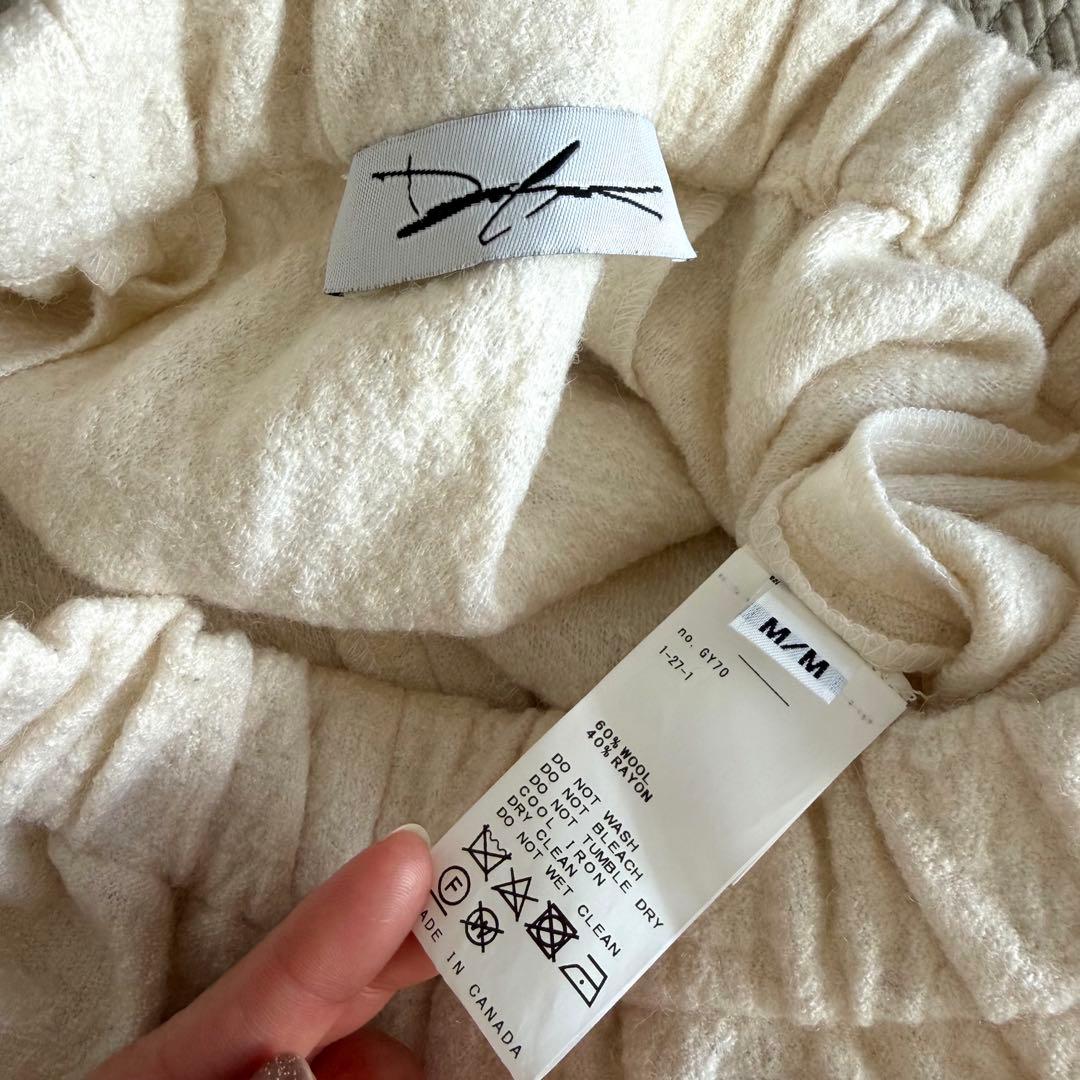 M/M
no. GY70
1-27-1
60% WOOL
40% RAYON
DO NOT WASH
DO NOT BLEACH
DO NOT TUMBLE DRY
COOL IRON
DRY CLEAN
DO NOT WET CLEAN
F
W
ADE IN CANADA